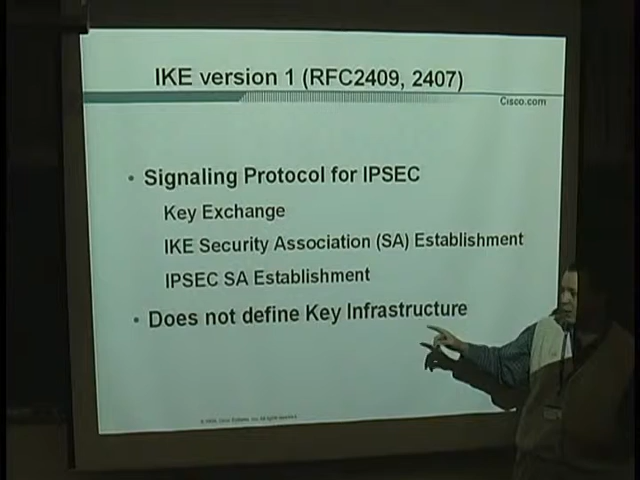 IKE version 1 (RFC2409, 2407)
Cisco.com
• Signaling Protocol for IPSEC
Key Exchange
IKE Security Association (SA) Establishment
IPSEC SA Establishment
• Does not define Key Infrastructure